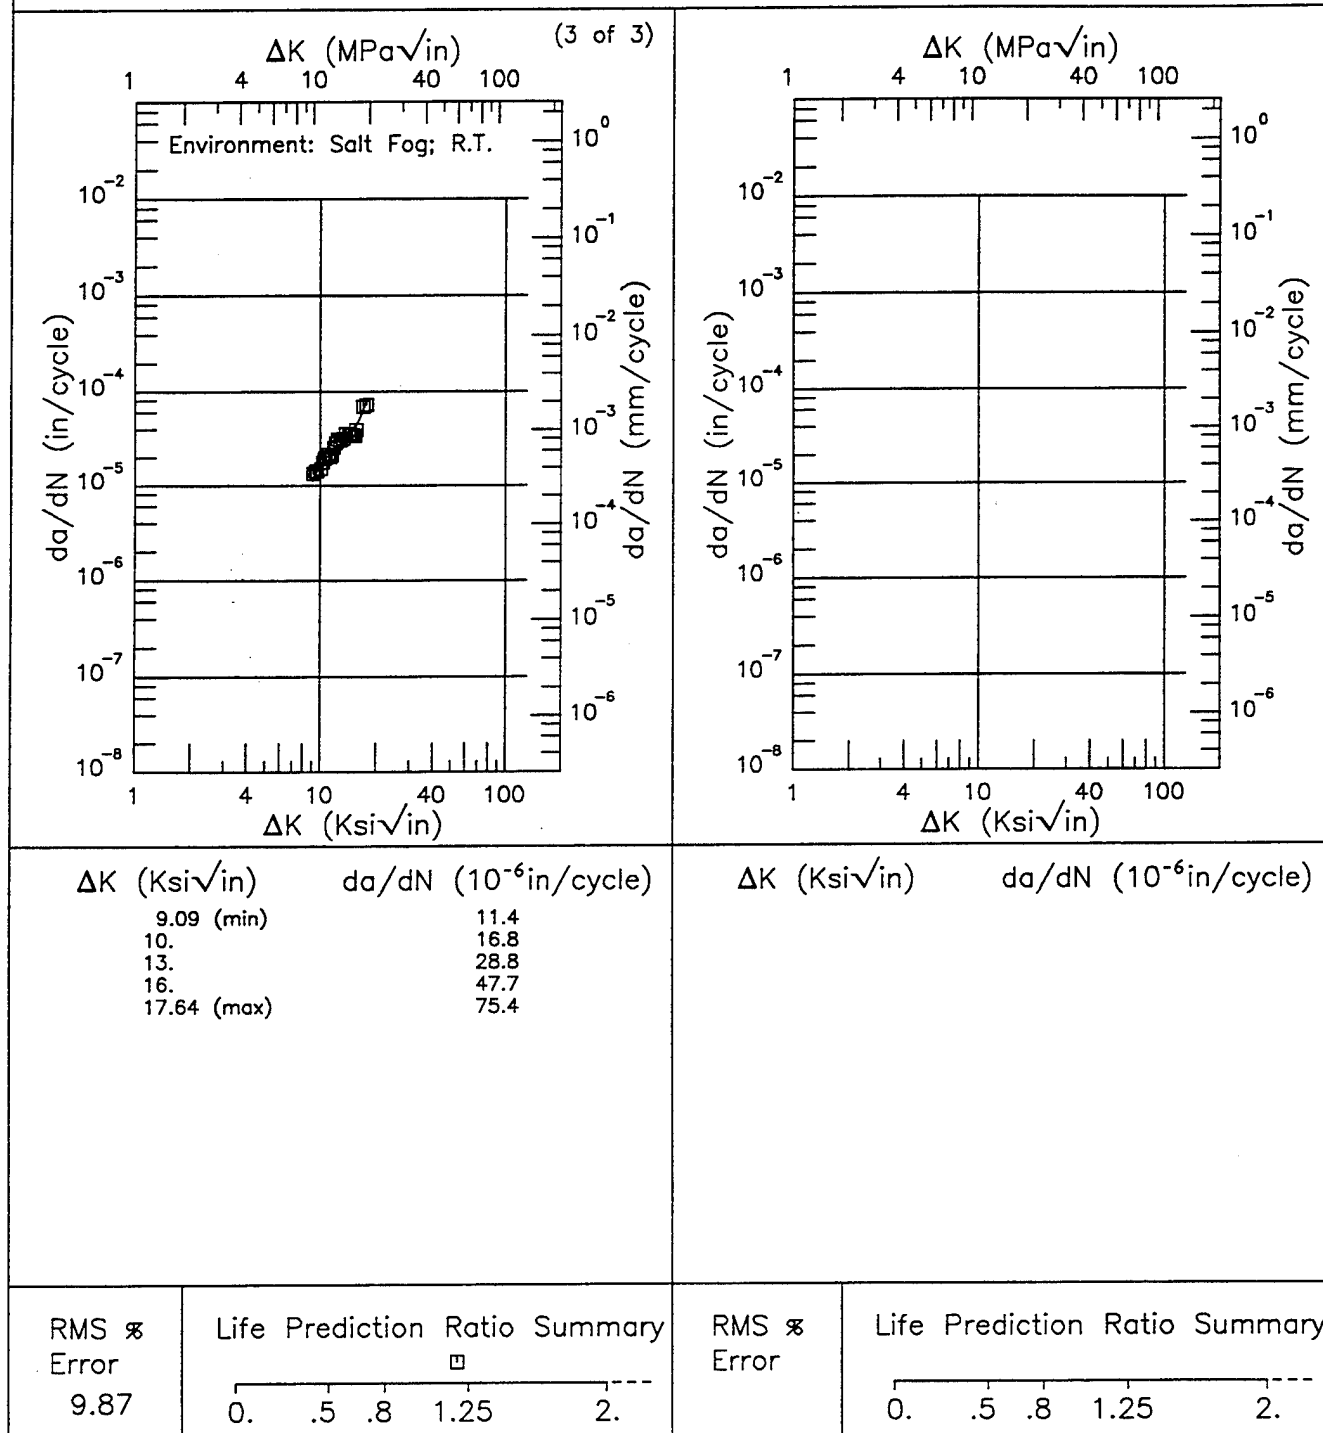 (3 of 3)
ΔK (MPa√in)
1 4 10 40 100
Environment: Salt Fog; R.T.
da/dN (in/cycle)
10⁻²
10⁻³
10⁻⁴
10⁻⁵
10⁻⁶
10⁻⁷
10⁻⁸
da/dN (mm/cycle)
10⁰
10⁻¹
10⁻²
10⁻³
10⁻⁴
10⁻⁵
10⁻⁶
1 4 10 40 100
ΔK (Ksi√in)
ΔK (MPa√in)
1 4 10 40 100
da/dN (in/cycle)
10⁻²
10⁻³
10⁻⁴
10⁻⁵
10⁻⁶
10⁻⁷
10⁻⁸
da/dN (mm/cycle)
10⁰
10⁻¹
10⁻²
10⁻³
10⁻⁴
10⁻⁵
10⁻⁶
1 4 10 40 100
ΔK (Ksi√in)
ΔK (Ksi√in) da/dN (10⁻⁶in/cycle)
9.09 (min) 11.4
10. 16.8
13. 28.8
16. 47.7
17.64 (max) 75.4
ΔK (Ksi√in) da/dN (10⁻⁶in/cycle)
RMS %
Error
9.87
Life Prediction Ratio Summary
0. .5 .8 1.25 2.
RMS %
Error
Life Prediction Ratio Summary
0. .5 .8 1.25 2.